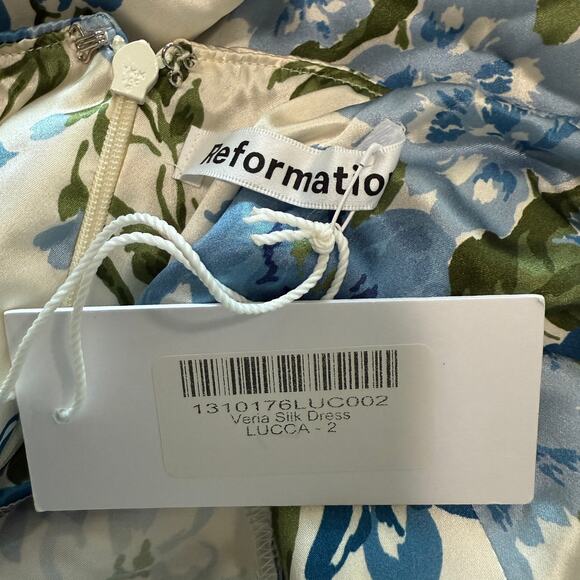 Reformatio
1310176LUC002
Veria Silk Dress
LUCCA - 2